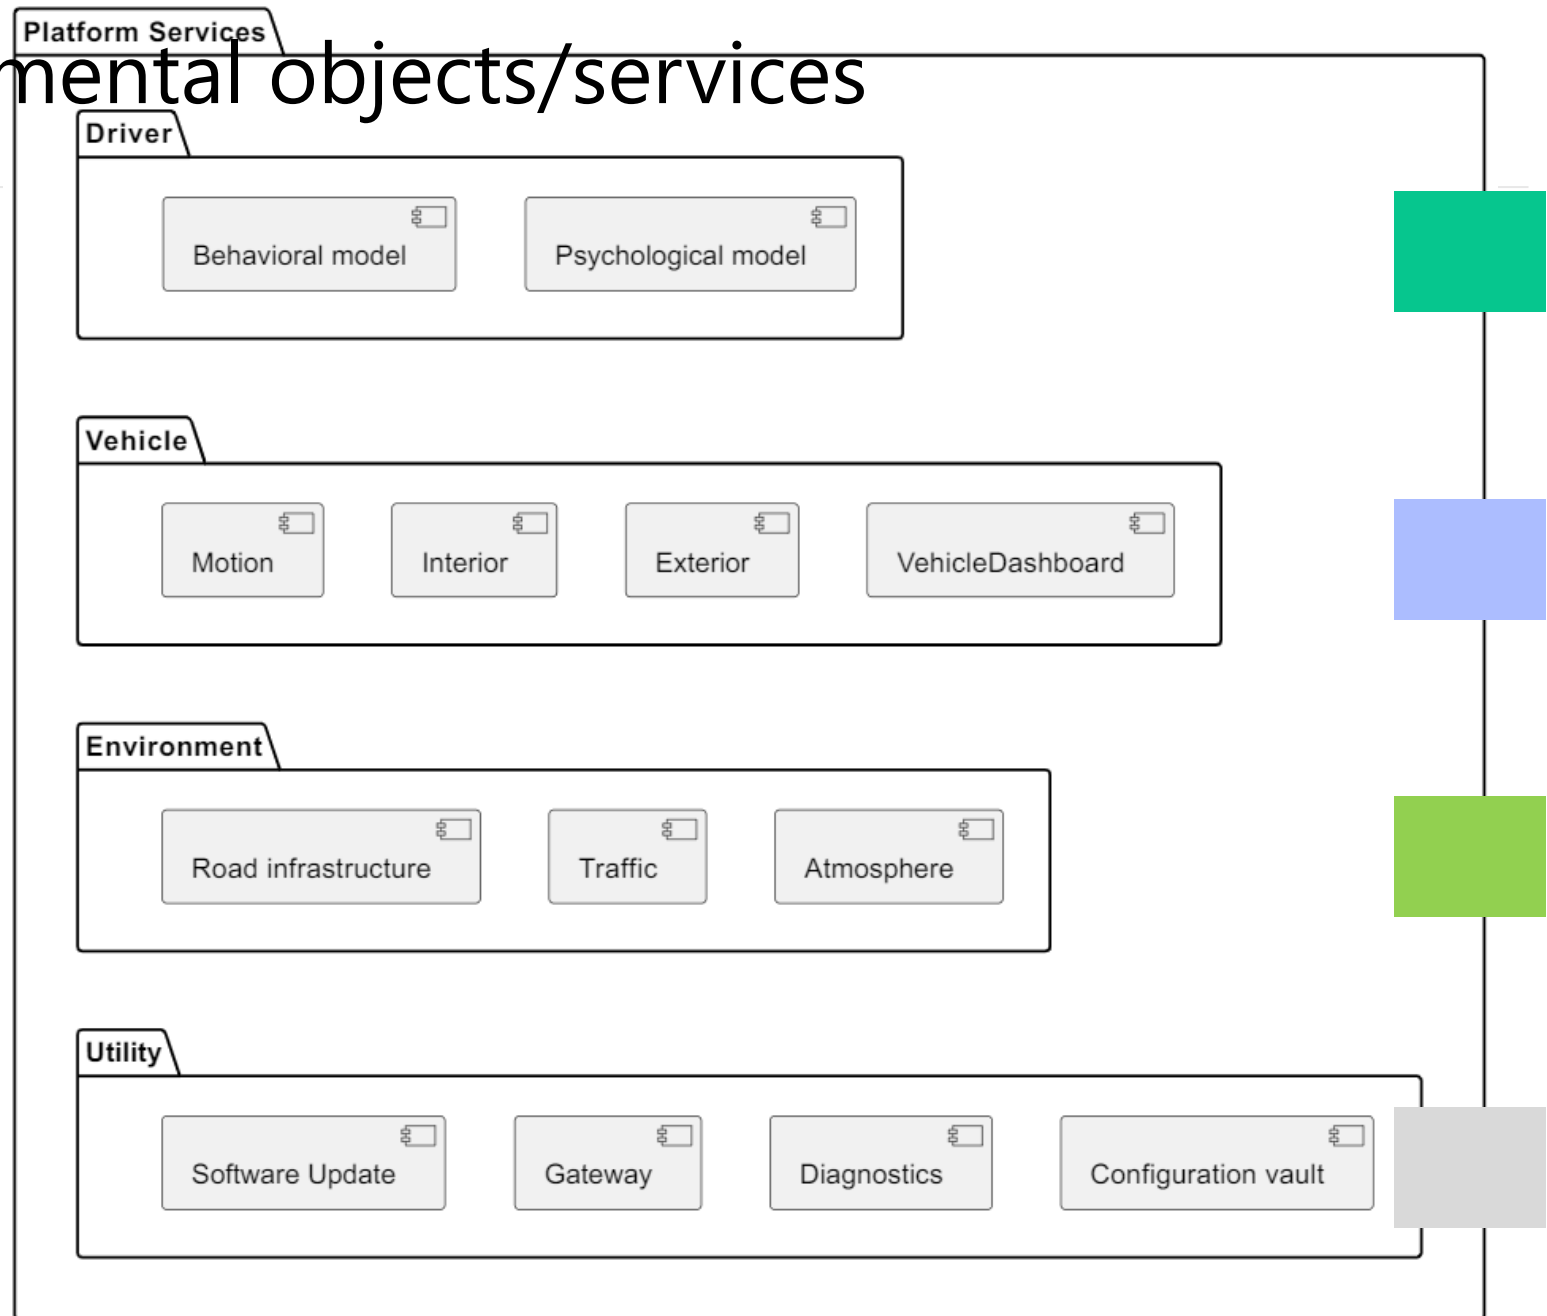 Platform Services
mental objects/services
Driver
Behavioral model
Psychological model
Vehicle
Motion
Interior
Exterior
VehicleDashboard
Environment
Road infrastructure
Traffic
Atmosphere
Utility
Software Update
Gateway
Diagnostics
Configuration vault